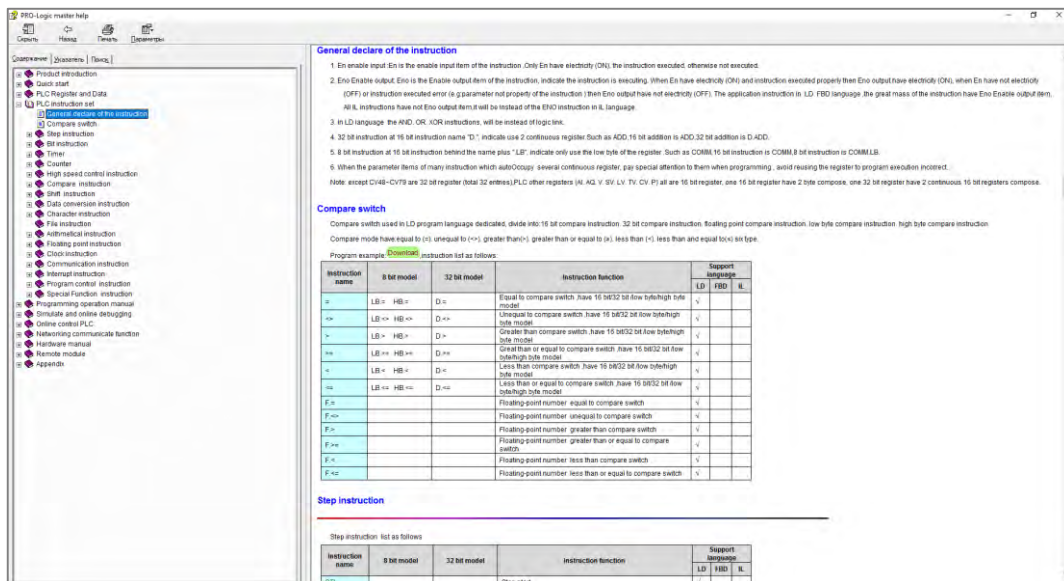 PRO-Logic master help
Скрыть Назад Печать Параметры
Содержание Указатель Поиск
Product introduction
Quick start
PLC Register and Data
PLC instruction set
General declare of the instruction
Compare switch
Step instruction
Bit instruction
Timer
Counter
High speed control instruction
Compare instruction
Shift instruction
Data conversion instruction
Character instruction
File instruction
Arithmetical instruction
Floating point instruction
Clock instruction
Communication instruction
Interrupt instruction
Program control instruction
Special Function instruction
Programming operation manual
Simulate and online debugging
Online control PLC
Networking communicate function
Hardware manual
Remote module
Appendix
General declare of the instruction
1. En enable input :En is the enable input item of the instruction .Only En have electricity (ON), the instruction executed, otherwise not executed.
2. Eno Enable output. Eno is the Enable output item of the instruction, indicate the instruction is executing. When En have electricity (ON) and instruction executed properly then Eno output have electricity (ON), when En have not electricity
(OFF) or instruction executed error (e.g.parameter not property of the instruction ) then Eno output have not electricity (OFF). The application instruction in LD FBD language ,the great mass of the instruction have Eno Enable output item,
All IL, instructions have not Eno output item,it will be instead of the ENO instruction in IL language.
3. In LD language the AND, OR, XOR instructions, will be instead of logic link.
4. 32 bit instruction at 16 bit instruction name "D.", indicate use 2 continuous register.Such as ADD,16 bit addition is ADD,32 bit addition is D.ADD.
5. 8 bit instruction at 16 bit instruction behind the name plus ".LB", indicate only use the low byte of the register. Such as COMM,16 bit instruction is COMM,8 bit instruction is COMM.LB.
6. When the parameter items of many instruction which autoOccupy several continuous register, pay special attention to them when programming , avoid reusing the register to program execution incorrect.
Note: except CV48~CV79 are 32 bit register (total 32 entries),PLC other registers (AI, AQ, V, SV, LV, TV, CV, P) all are 16 bit register, one 16 bit register have 2 byte compose, one 32 bit register have 2 continuous 16 bit registers compose.
Compare switch
Compare switch used in LD program language dedicated, divide into:16 bit compare instruction, 32 bit compare instruction, floating point compare instruction, low byte compare instruction, high byte compare instruction
Compare mode have:equal to (=), unequal to (<>), greater than(>), greater than or equal to (≥), less than (<), less than and equal to(≤) six type.
Program example: Download ,instruction list as follows:
Instruction name 8 bit model 32 bit model Instruction function Support language
LD FBD IL
= LB.= HB.= D.= Equal to compare switch ,have 16 bit/32 bit /low byte/high byte model √
<> LB.<> HB.<> D.<> Unequal to compare switch ,have 16 bit/32 bit /low byte/high byte model √
> LB.> HB.> D.> Greater than compare switch ,have 16 bit/32 bit /low byte/high byte model √
>= LB.>= HB.>= D.>= Great than or equal to compare switch ,have 16 bit/32 bit /low byte/high byte model √
< LB.< HB.< D.< Less than compare switch ,have 16 bit/32 bit /low byte/high byte model √
<= LB.<= HB.<= D.<= Less than or equal to compare switch ,have 16 bit/32 bit /low byte/high byte model √
F.= Floating-point number equal to compare switch √
F.<> Floating-point number unequal to compare switch √
F.> Floating-point number greater than compare switch √
F.>= Floating-point number greater than or equal to compare switch √
F.< Floating-point number less than compare switch √
F.<= Floating-point number less than or equal to compare switch √
Step instruction
Step instruction list as follows
Instruction name 8 bit model 32 bit model Instruction function Support language
LD FBD IL